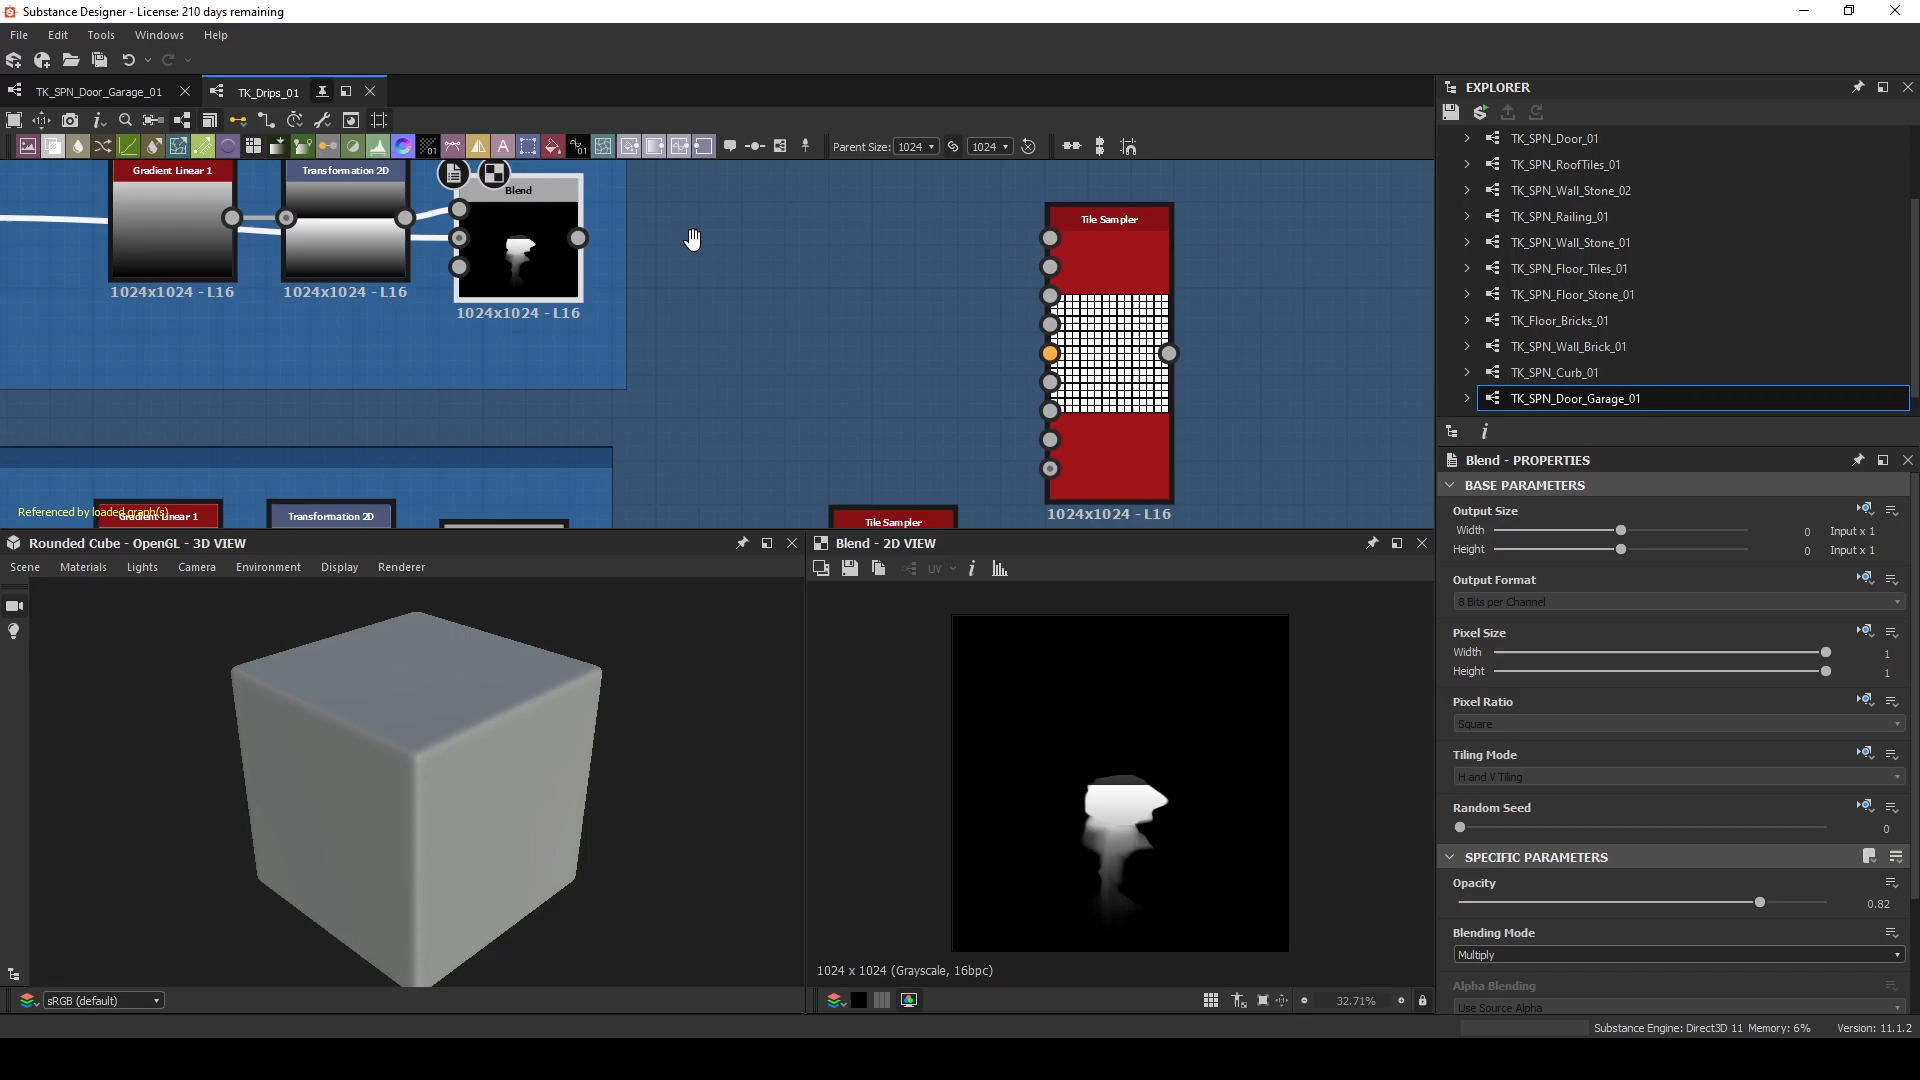 Substance Designer - License: 210 days remaining
File Edit Tools Windows Help
TK_SPN_Door_Garage_01
TK_Drips_01
Parent Size: 1024 1024
Gradient Linear 1
Transformation 2D
Blend
Tile Sampler
1024x1024 - L16
1024x1024 - L16
1024x1024 - L16
1024x1024 - L16
Referenced by loaded graph(s)
Gradient Linear 1
Transformation 2D
Tile Sampler
Rounded Cube - OpenGL - 3D VIEW
Scene Materials Lights Camera Environment Display Renderer
sRGB (default)
Blend - 2D VIEW
UV
1024 x 1024 (Grayscale, 16bpc)
32.71%
EXPLORER
TK_SPN_Door_01
TK_SPN_RoofTiles_01
TK_SPN_Wall_Stone_02
TK_SPN_Railing_01
TK_SPN_Wall_Stone_01
TK_SPN_Floor_Tiles_01
TK_SPN_Floor_Stone_01
TK_Floor_Bricks_01
TK_SPN_Wall_Brick_01
TK_SPN_Curb_01
TK_SPN_Door_Garage_01
Blend - PROPERTIES
BASE PARAMETERS
Output Size
Width 0 Input x 1
Height 0 Input x 1
Output Format
8 Bits per Channel
Pixel Size
Width 1
Height 1
Pixel Ratio
Square
Tiling Mode
H and V Tiling
Random Seed
0
SPECIFIC PARAMETERS
Opacity
0.82
Blending Mode
Multiply
Alpha Blending
Use Source Alpha
Substance Engine: Direct3D 11 Memory: 6% Version: 11.1.2